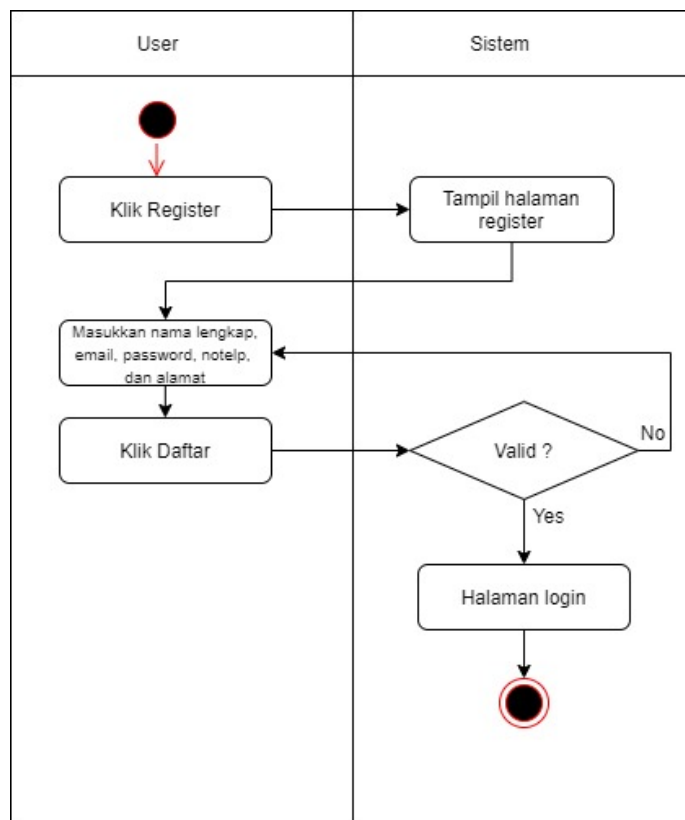 User
Sistem
Klik Register
Tampil halaman
register
Masukkan nama lengkap,
email, password, notelp,
dan alamat
Klik Daftar
Valid ?
No
Yes
Halaman login